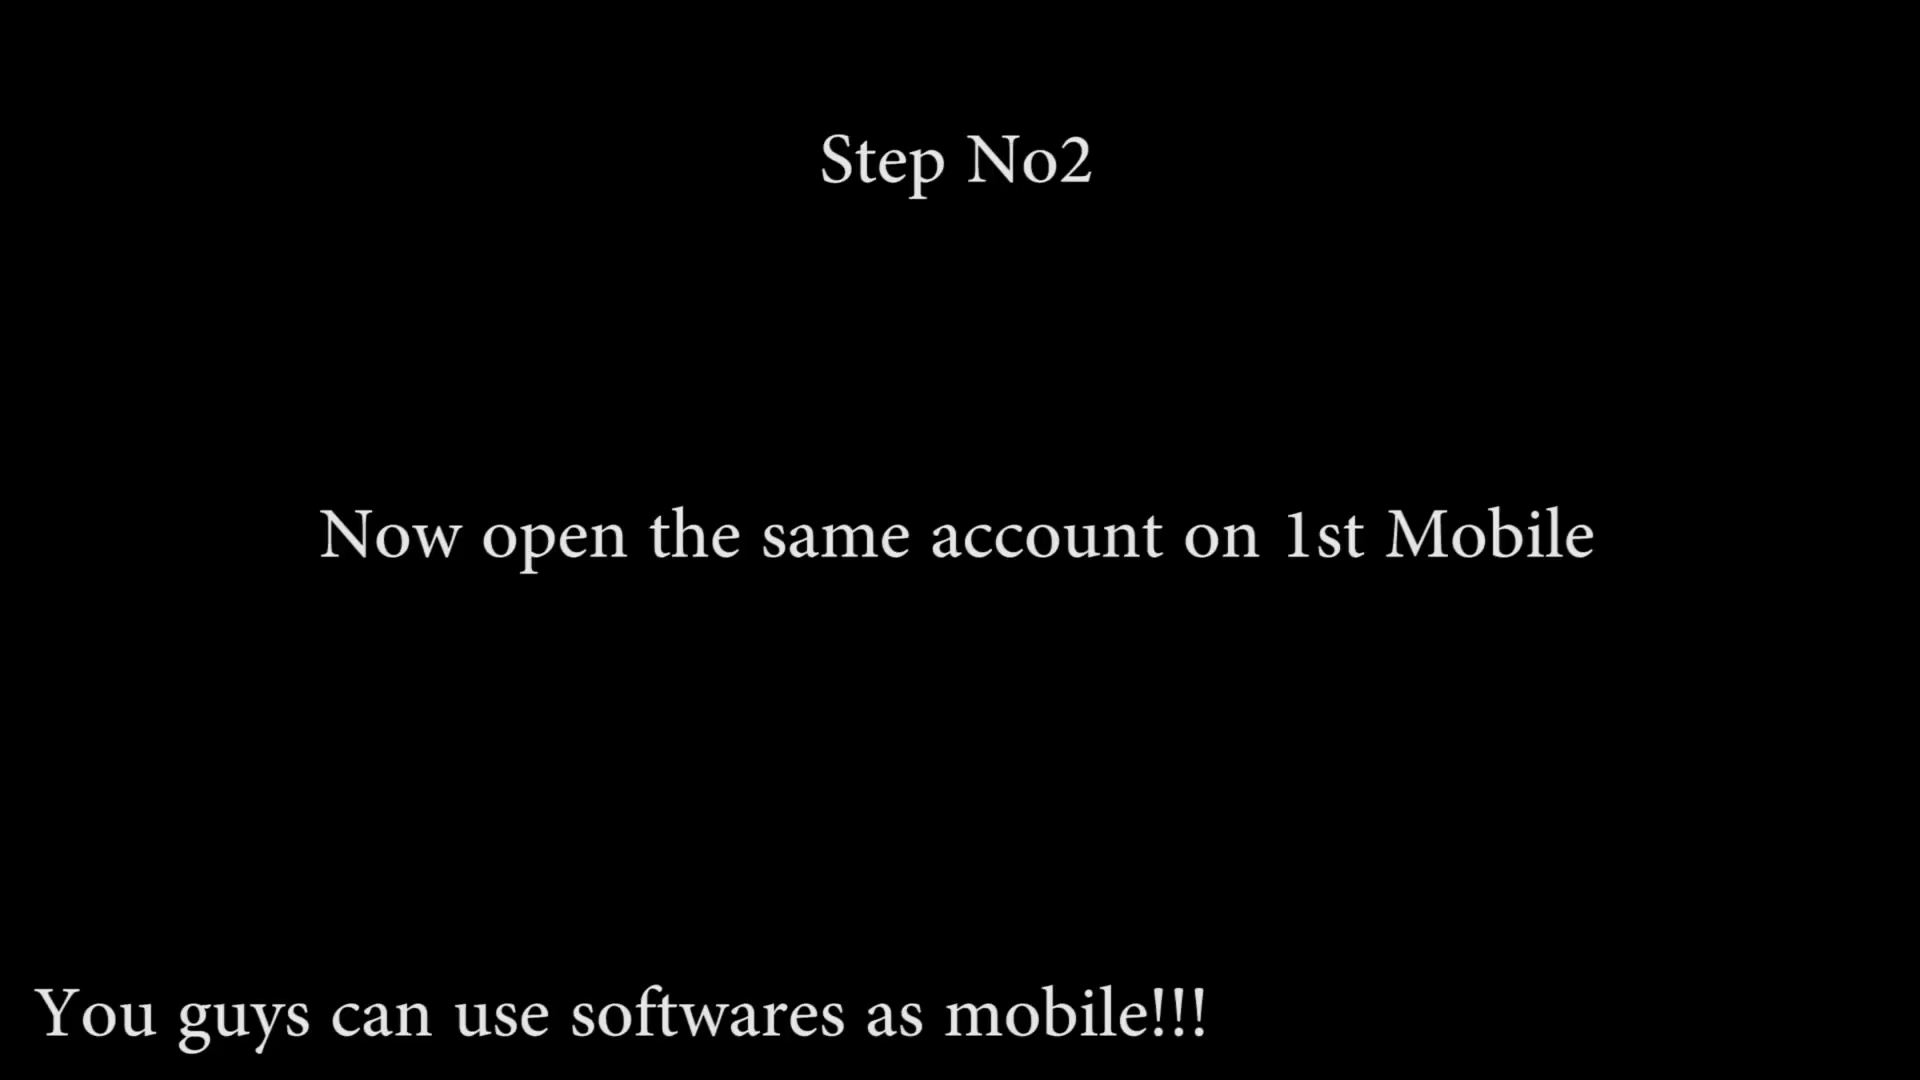 Step No2
Now open the same account on 1st Mobile
You guys can use softwares as mobile!!!